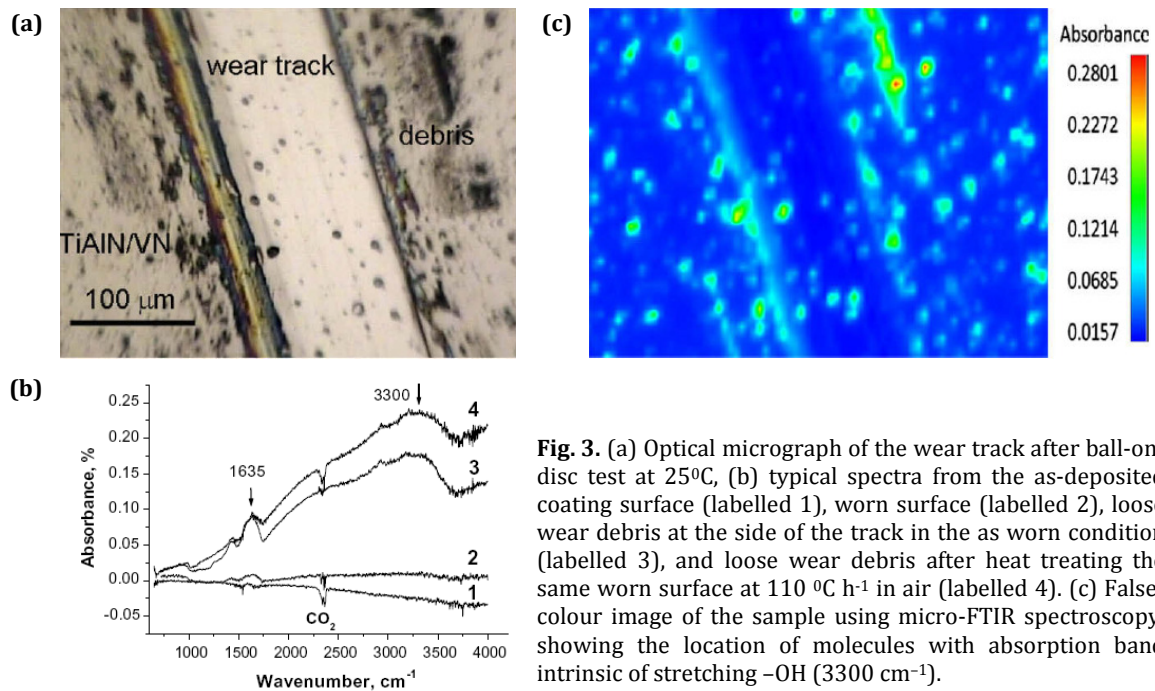 (a)
wear track
debris
TiAlN/VN
100 μm
(c)
Absorbance
0.2801
0.2272
0.1743
0.1214
0.0685
0.0157
(b)
Absorbance, %
0.25
0.20
0.15
0.10
0.05
0.00
-0.05
1635
3300
4
3
2
1
CO₂
1000 1500 2000 2500 3000 3500 4000
Wavenumber, cm⁻¹
Fig. 3. (a) Optical micrograph of the wear track after ball-on
disc test at 25⁰C, (b) typical spectra from the as-deposited
coating surface (labelled 1), worn surface (labelled 2), loose
wear debris at the side of the track in the as worn condition
(labelled 3), and loose wear debris after heat treating the
same worn surface at 110 ⁰C h⁻¹ in air (labelled 4). (c) False
colour image of the sample using micro-FTIR spectroscopy
showing the location of molecules with absorption band
intrinsic of stretching –OH (3300 cm⁻¹).